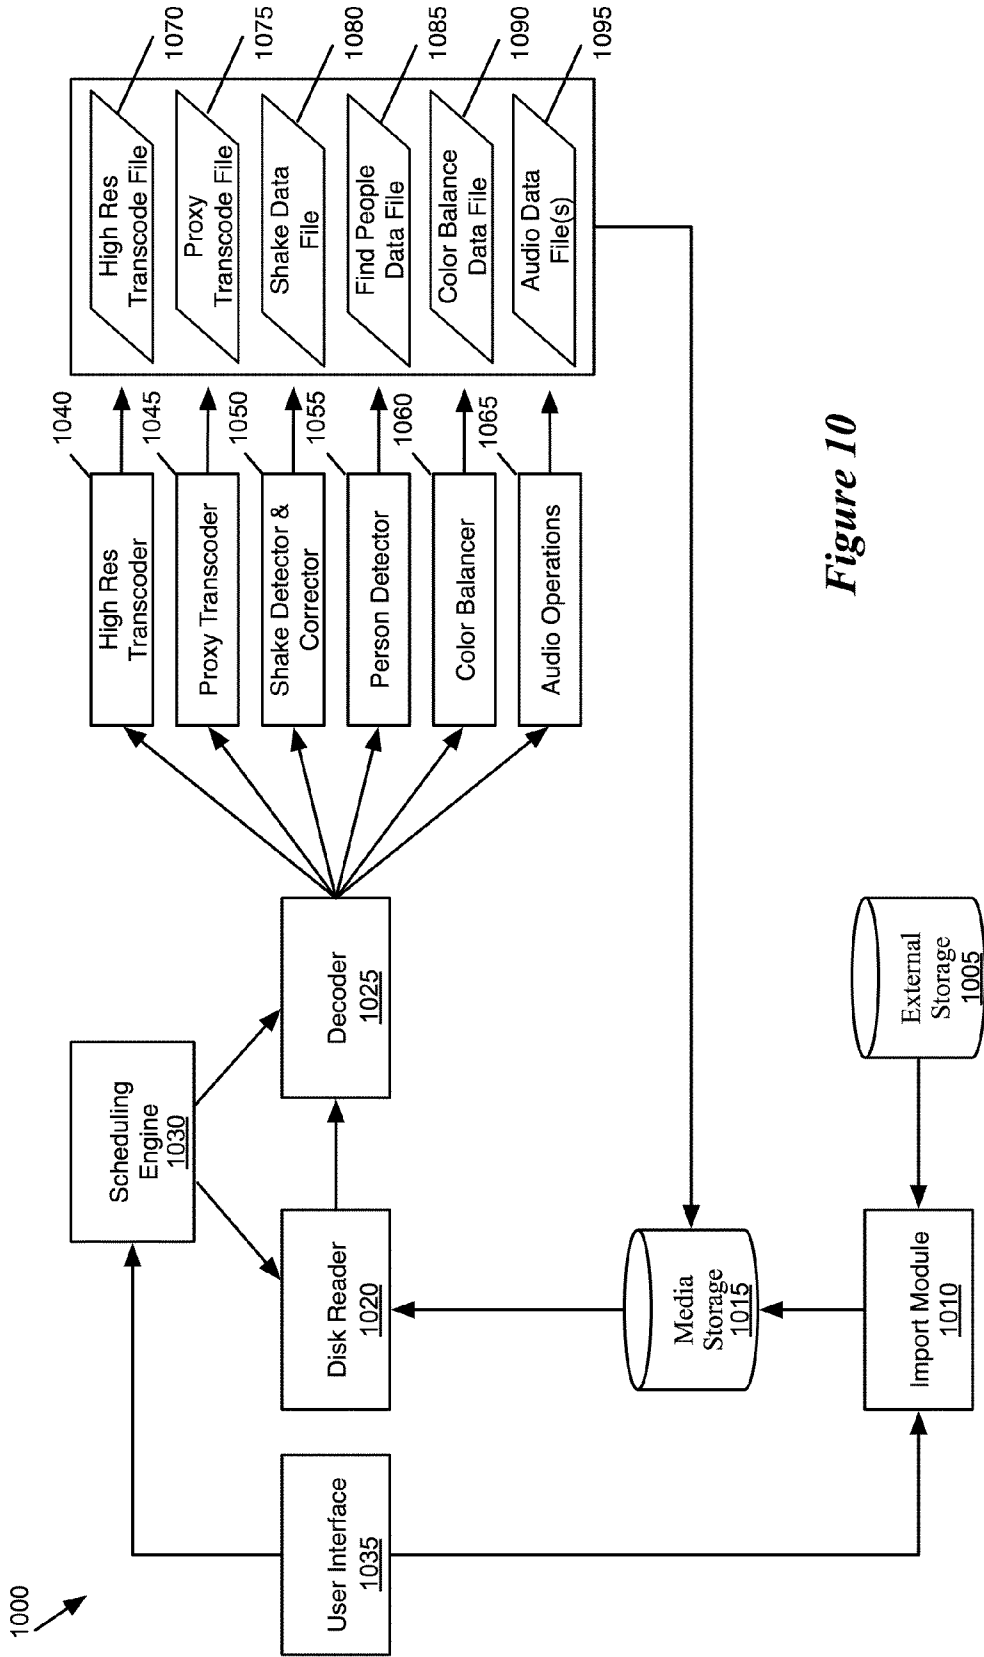 1000
User Interface
1035
Scheduling
Engine
1030
Disk Reader
1020
Decoder
1025
Media
Storage
1015
Import Module
1010
External
Storage
1005
High Res
Transcoder
1040
Proxy Transcoder
1045
Shake Detector &
Corrector
1050
Person Detector
1055
Color Balancer
1060
Audio Operations
1065
High Res
Transcode File
1070
Proxy
Transcode File
1075
Shake Data
File
1080
Find People
Data File
1085
Color Balance
Data File
1090
Audio Data
File(s)
1095
Figure 10